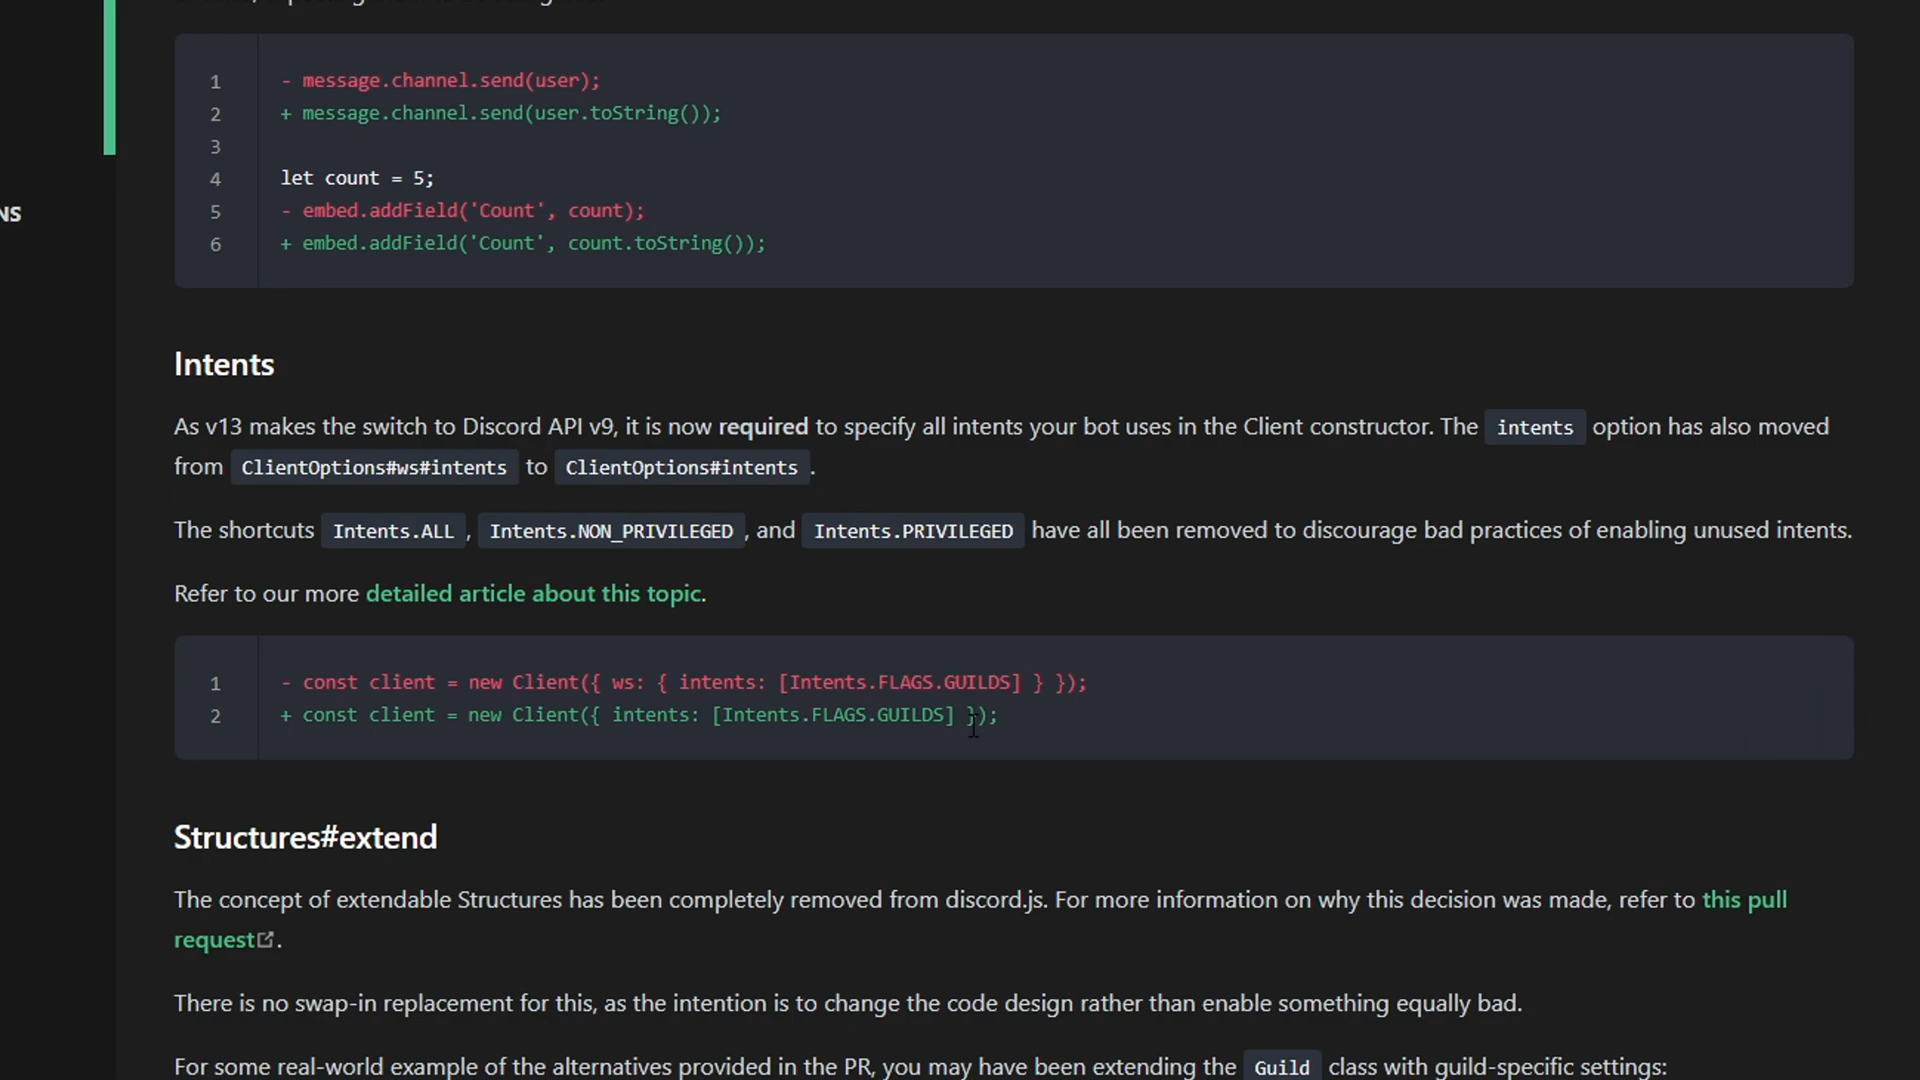 1 - message.channel.send(user);
2 + message.channel.send(user.toString());
3
4 let count = 5;
5 - embed.addField('Count', count);
6 + embed.addField('Count', count.toString());
NS
Intents
As v13 makes the switch to Discord API v9, it is now required to specify all intents your bot uses in the Client constructor. The intents option has also moved
from ClientOptions#ws#intents to ClientOptions#intents .
The shortcuts Intents.ALL , Intents.NON_PRIVILEGED , and Intents.PRIVILEGED have all been removed to discourage bad practices of enabling unused intents.
Refer to our more detailed article about this topic.
1 - const client = new Client({ ws: { intents: [Intents.FLAGS.GUILDS] } });
2 + const client = new Client({ intents: [Intents.FLAGS.GUILDS] });
Structures#extend
The concept of extendable Structures has been completely removed from discord.js. For more information on why this decision was made, refer to this pull
request.
There is no swap-in replacement for this, as the intention is to change the code design rather than enable something equally bad.
For some real-world example of the alternatives provided in the PR, you may have been extending the Guild class with guild-specific settings: